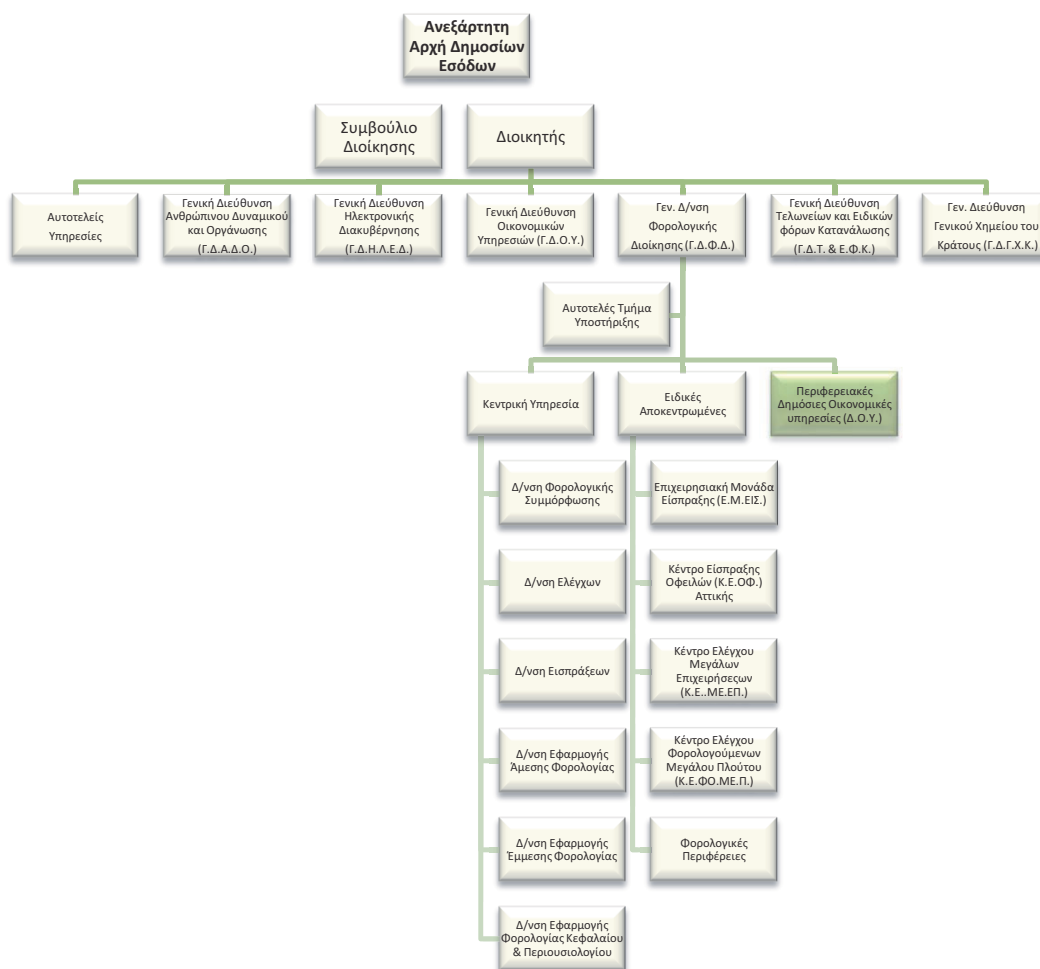 Ανεξάρτητη
Αρχή Δημοσίων
Εσόδων
Συμβούλιο
Διοίκησης
Διοικητής
Αυτοτελείς
Υπηρεσίες
Γενική Διεύθυνση
Ανθρώπινου Δυναμικού
και Οργάνωσης
(Γ.Δ.Α.Δ.Ο.)
Γενική Διεύθυνση
Ηλεκτρονικής
Διακυβέρνησης
(Γ.Δ.Η.Λ.Ε.Δ.)
Γενική Διεύθυνση
Οικονομικών
Υπηρεσιών (Γ.Δ.Ο.Υ.)
Γεν. Δ/νση
Φορολογικής
Διοίκησης (Γ.Δ.Φ.Δ.)
Γενική Διεύθυνση
Τελωνείων και Ειδικών
φόρων Κατανάλωσης
(Γ.Δ.Τ. & Ε.Φ.Κ.)
Γεν. Διεύθυνση
Γενικού Χημείου του
Κράτους (Γ.Δ.Γ.Χ.Κ.)
Αυτοτελές Τμήμα
Υποστήριξης
Κεντρική Υπηρεσία
Ειδικές
Αποκεντρωμένες
Περιφερειακές
Δημόσιες Οικονομικές
υπηρεσίες (Δ.Ο.Υ.)
Δ/νση Φορολογικής
Συμμόρφωσης
Δ/νση Ελέγχων
Δ/νση Εισπράξεων
Δ/νση Εφαρμογής
Άμεσης Φορολογίας
Δ/νση Εφαρμογής
Έμμεσης Φορολογίας
Δ/νση Εφαρμογής
Φορολογίας Κεφαλαίου
& Περιουσιολογίου
Επιχειρησιακή Μονάδα
Είσπραξης (Ε.Μ.ΕΙΣ.)
Κέντρο Είσπραξης
Οφειλών (Κ.Ε.ΟΦ.)
Αττικής
Κέντρο Ελέγχου
Μεγάλων
Επιχειρήσεςων
(Κ.Ε..ΜΕ.ΕΠ.)
Κέντρο Ελέγχου
Φορολογούμενων
Μεγάλου Πλούτου
(Κ.Ε.ΦΟ.ΜΕ.Π.)
Φορολογικές
Περιφέρειες